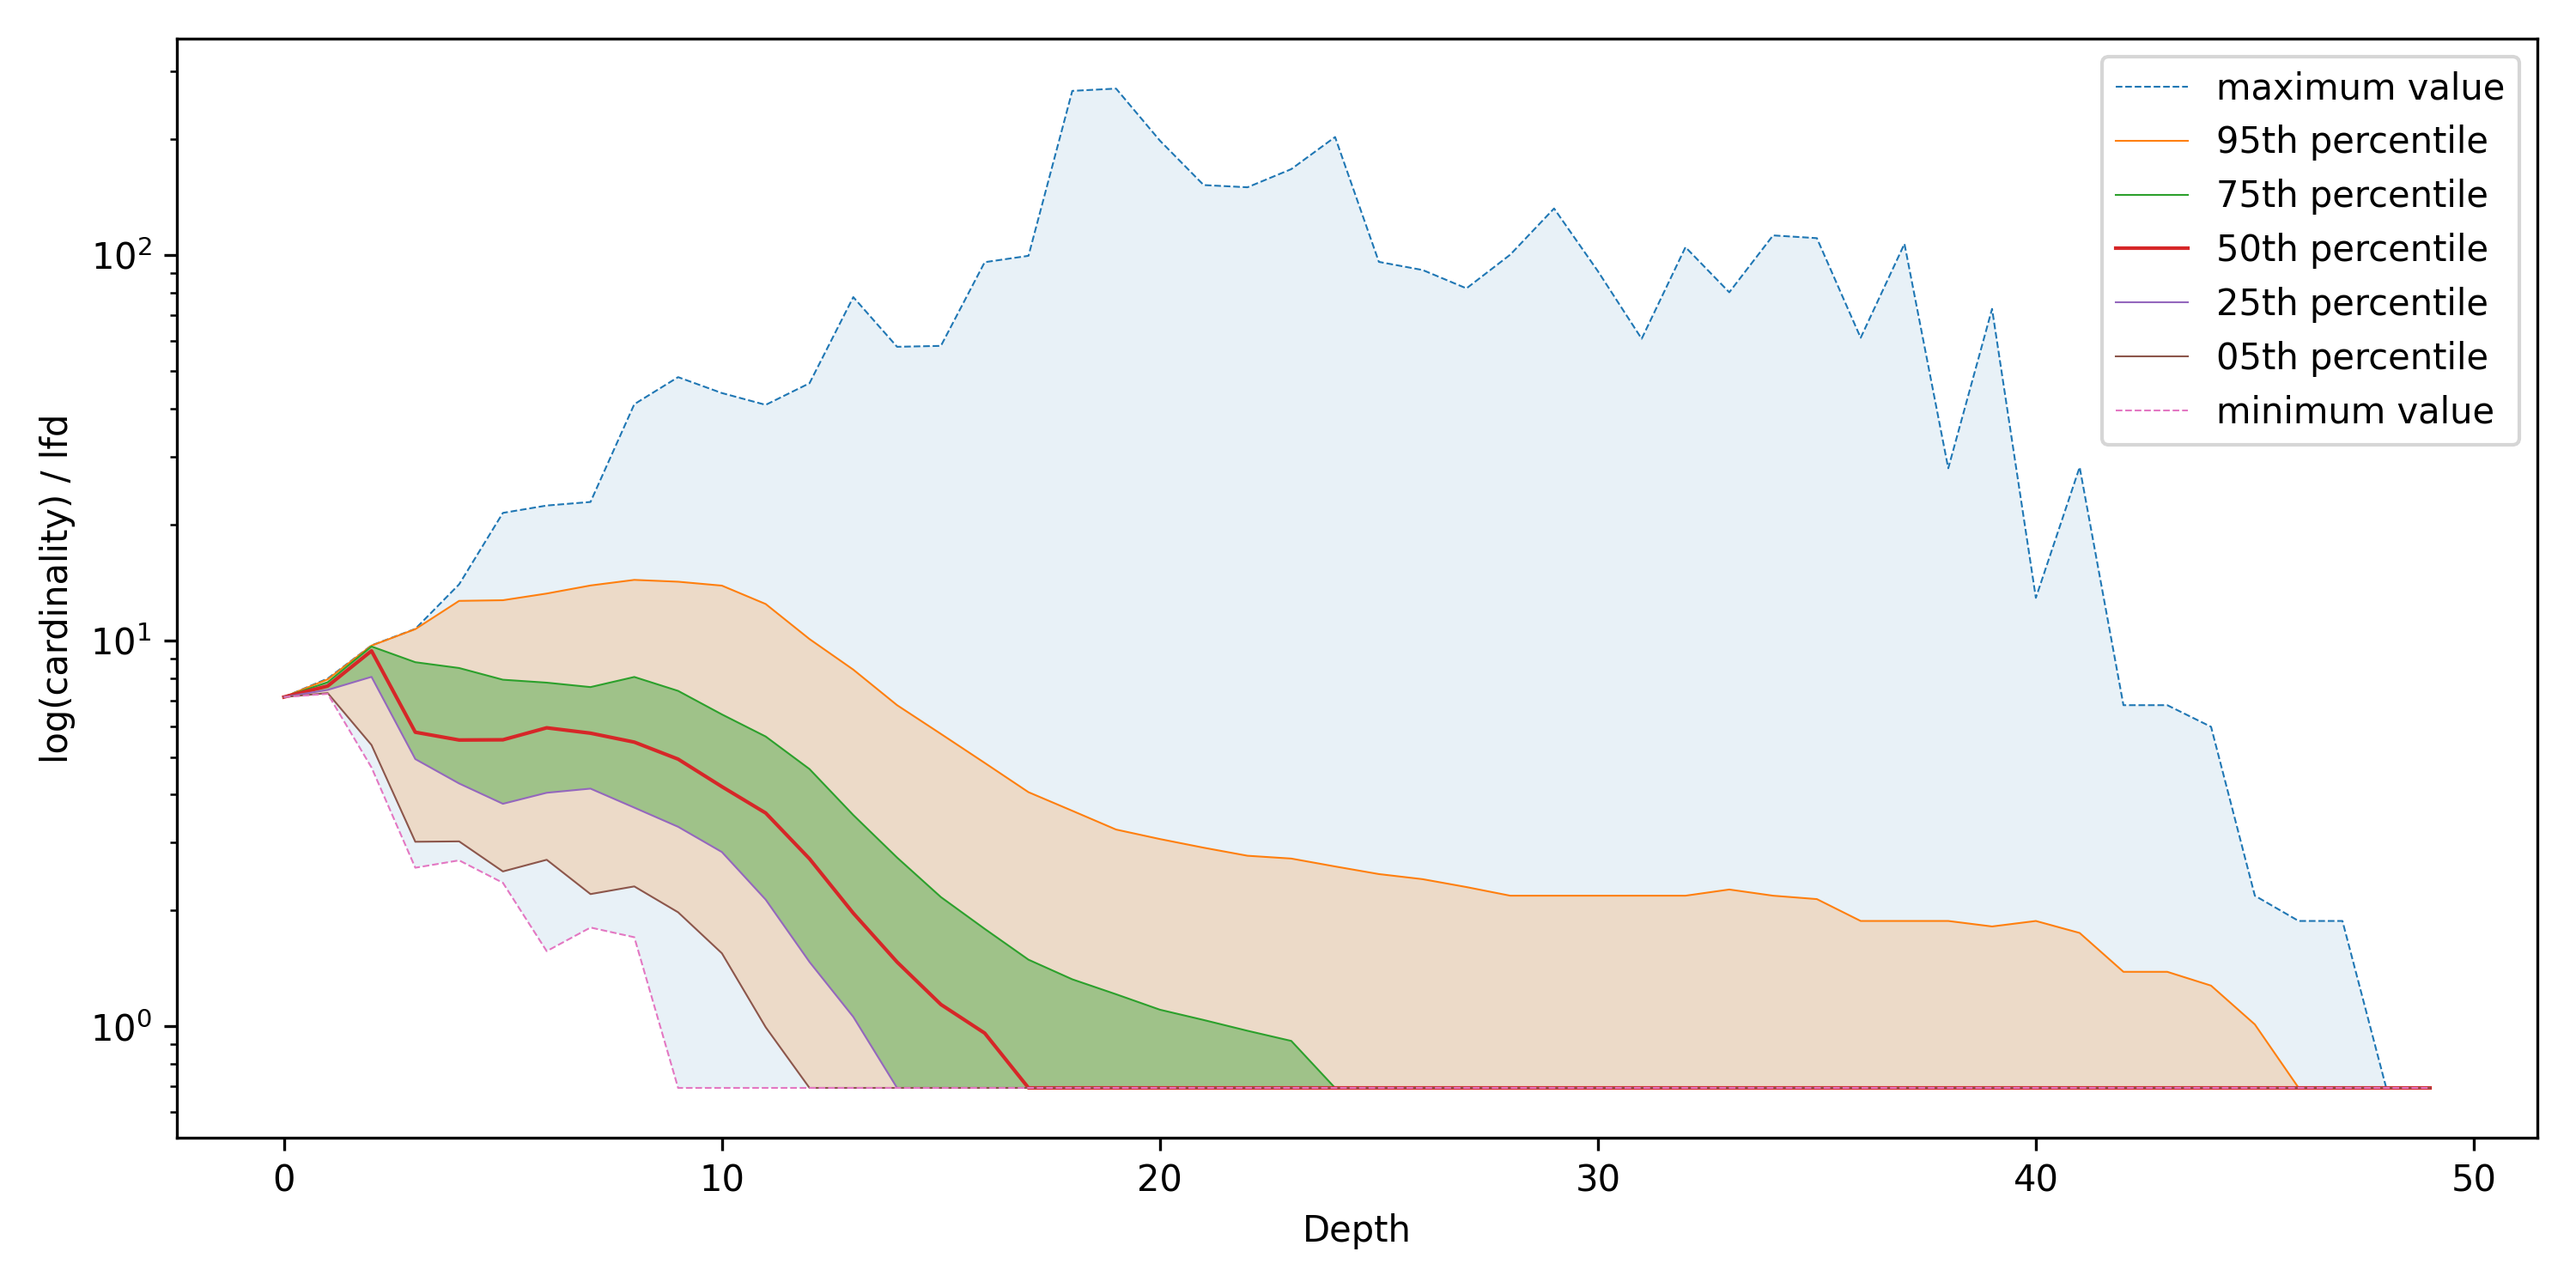 maximum value
95th percentile
75th percentile
50th percentile
25th percentile
05th percentile
minimum value
log(cardinality) / lfd
10²
10¹
10⁰
0 10 20 30 40 50
Depth